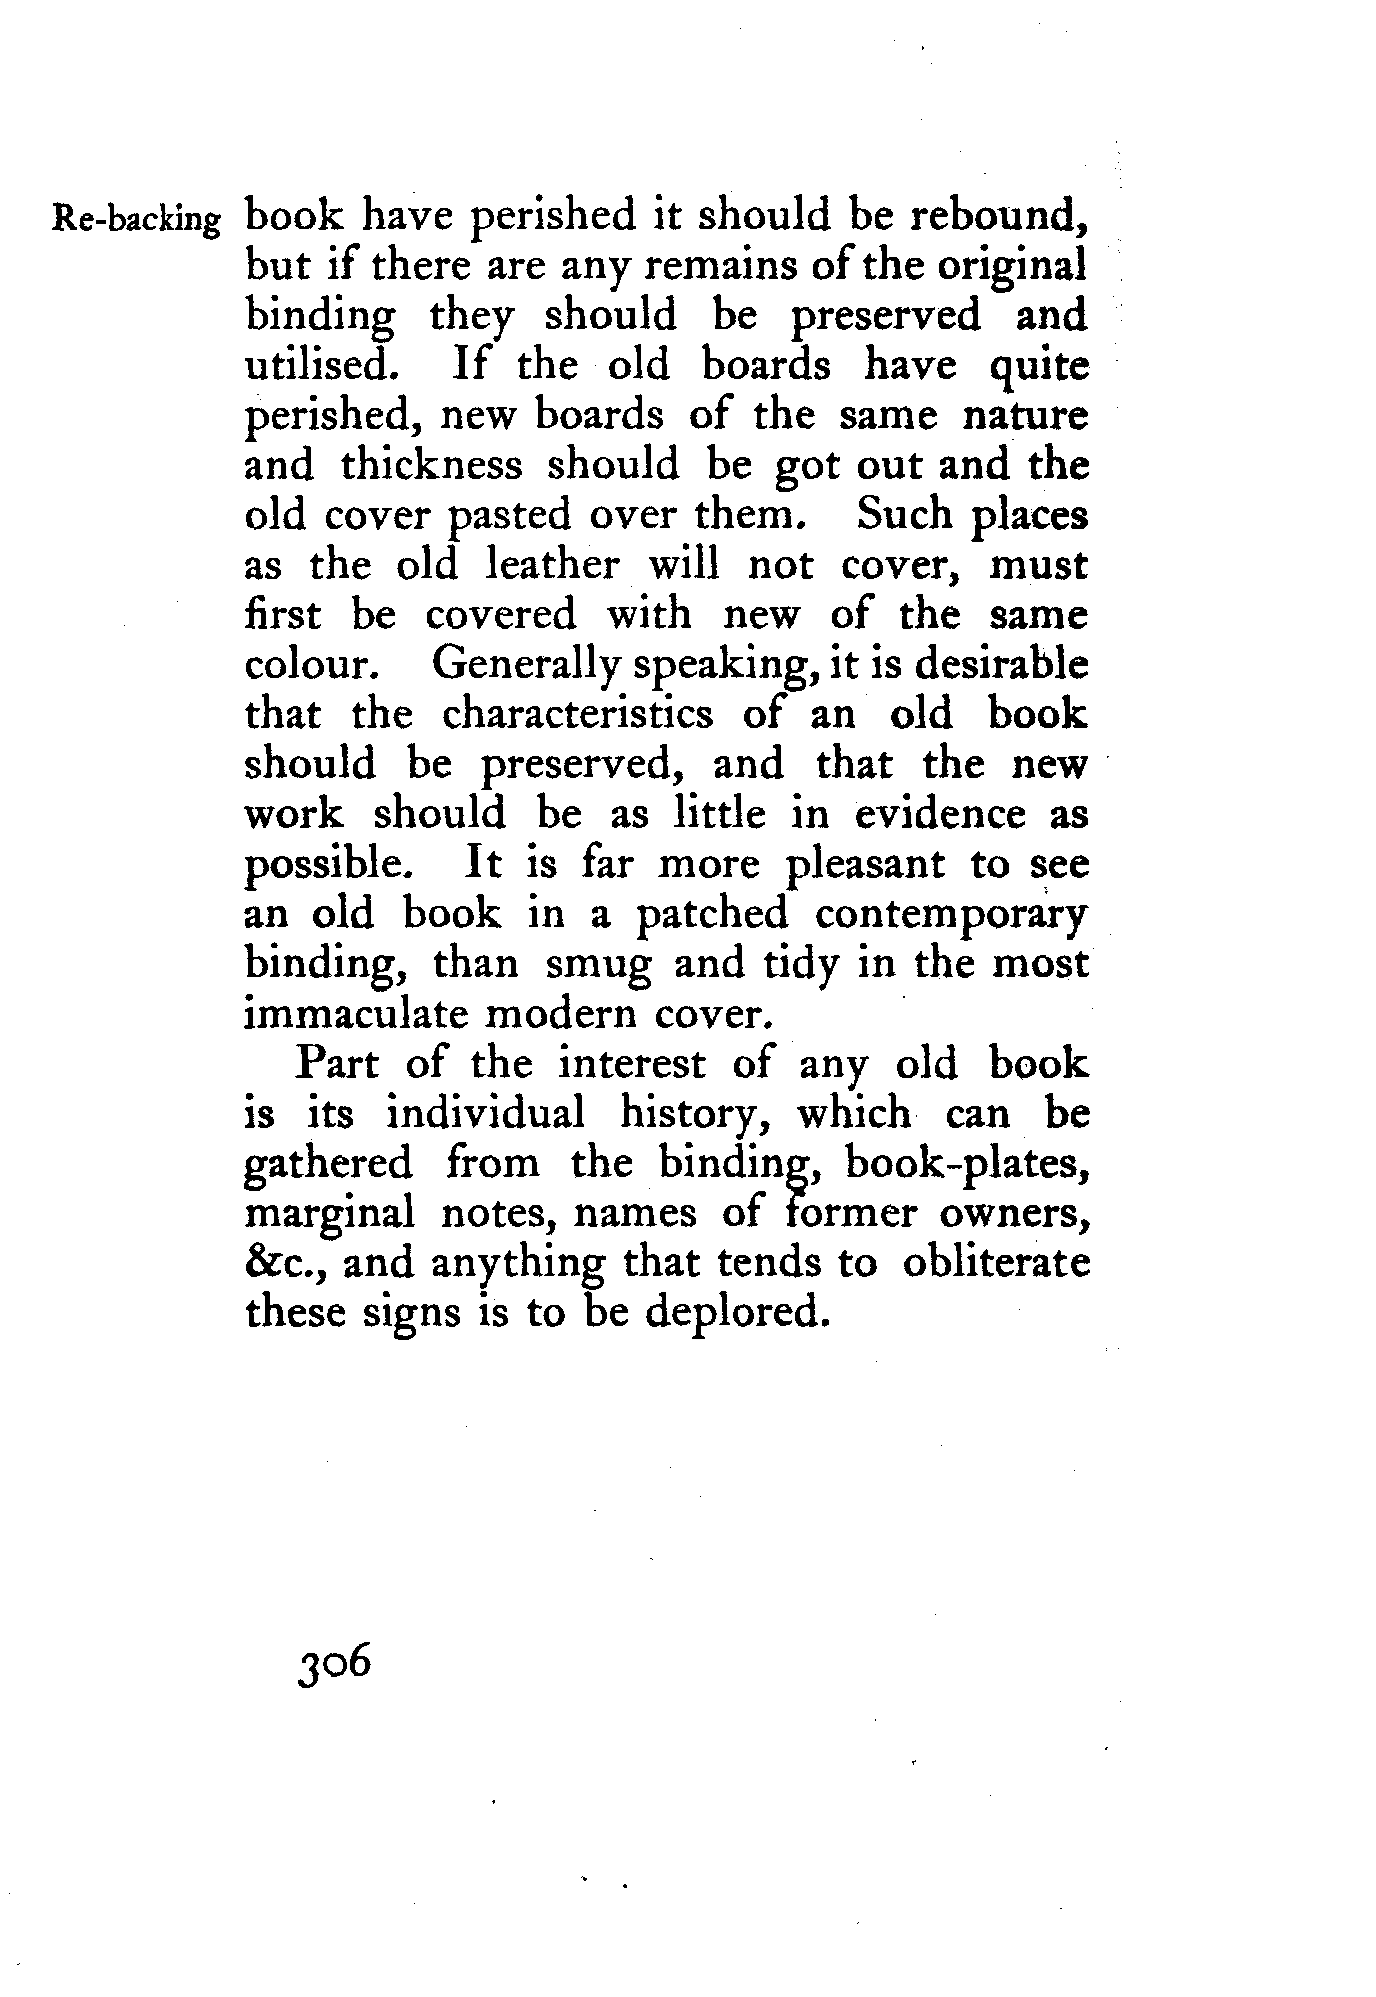 Re-backing book have perished it should be rebound,
but if there are any remains of the original
binding they should be preserved and
utilised. If the old boards have quite
perished, new boards of the same nature
and thickness should be got out and the
old cover pasted over them. Such places
as the old leather will not cover, must
first be covered with new of the same
colour. Generally speaking, it is desirable
that the characteristics of an old book
should be preserved, and that the new
work should be as little in evidence as
possible. It is far more pleasant to see
an old book in a patched contemporary
binding, than smug and tidy in the most
immaculate modern cover.
Part of the interest of any old book
is its individual history, which can be
gathered from the binding, book-plates,
marginal notes, names of former owners,
&c., and anything that tends to obliterate
these signs is to be deplored.
306